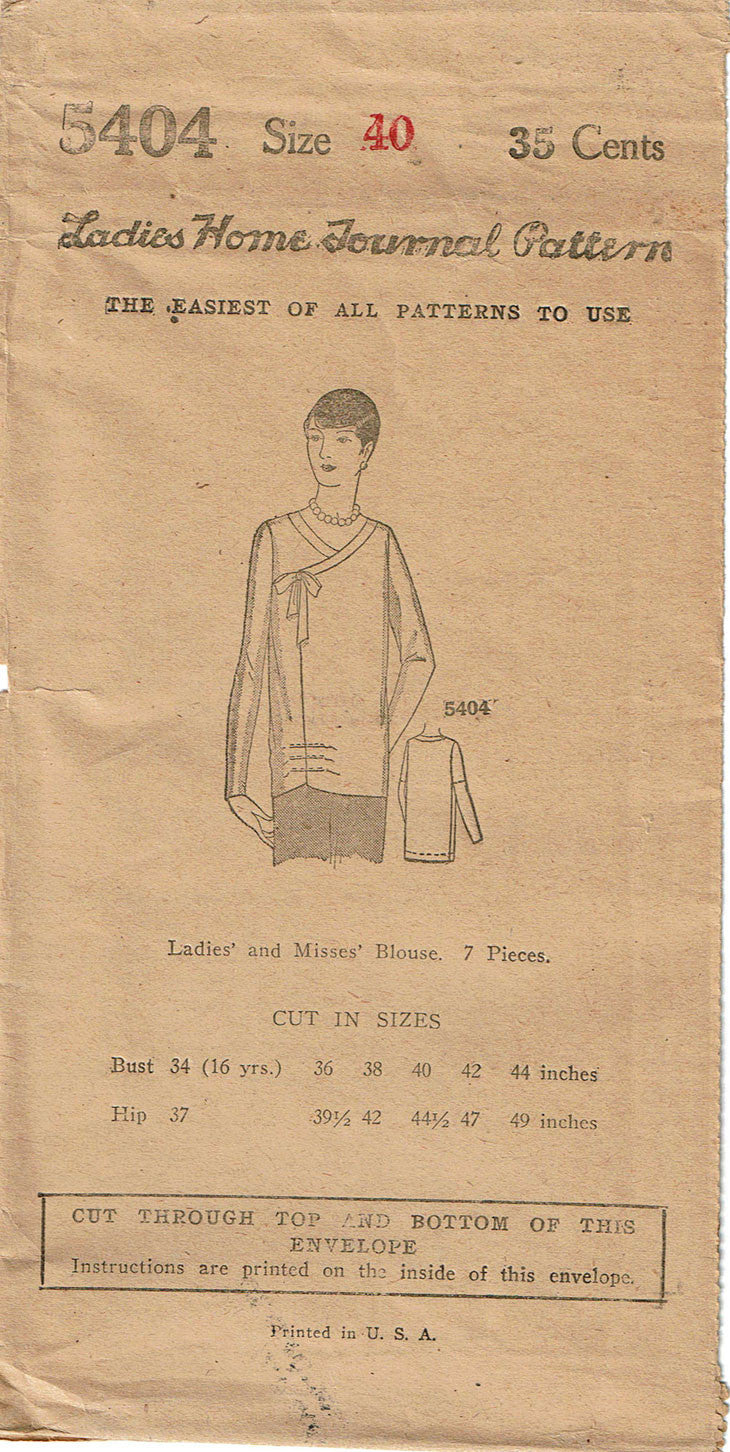 5404 Size 40 35 Cents
Ladies Home Journal Pattern
THE EASIEST OF ALL PATTERNS TO USE
5404
Ladies' and Misses' Blouse. 7 Pieces.
CUT IN SIZES
Bust 34 (16 yrs.) 36 38 40 42 44 inches
Hip 37 39½ 42 44½ 47 49 inches
CUT THROUGH TOP AND BOTTOM OF THIS
ENVELOPE
Instructions are printed on the inside of this envelope.
Printed in U. S. A.